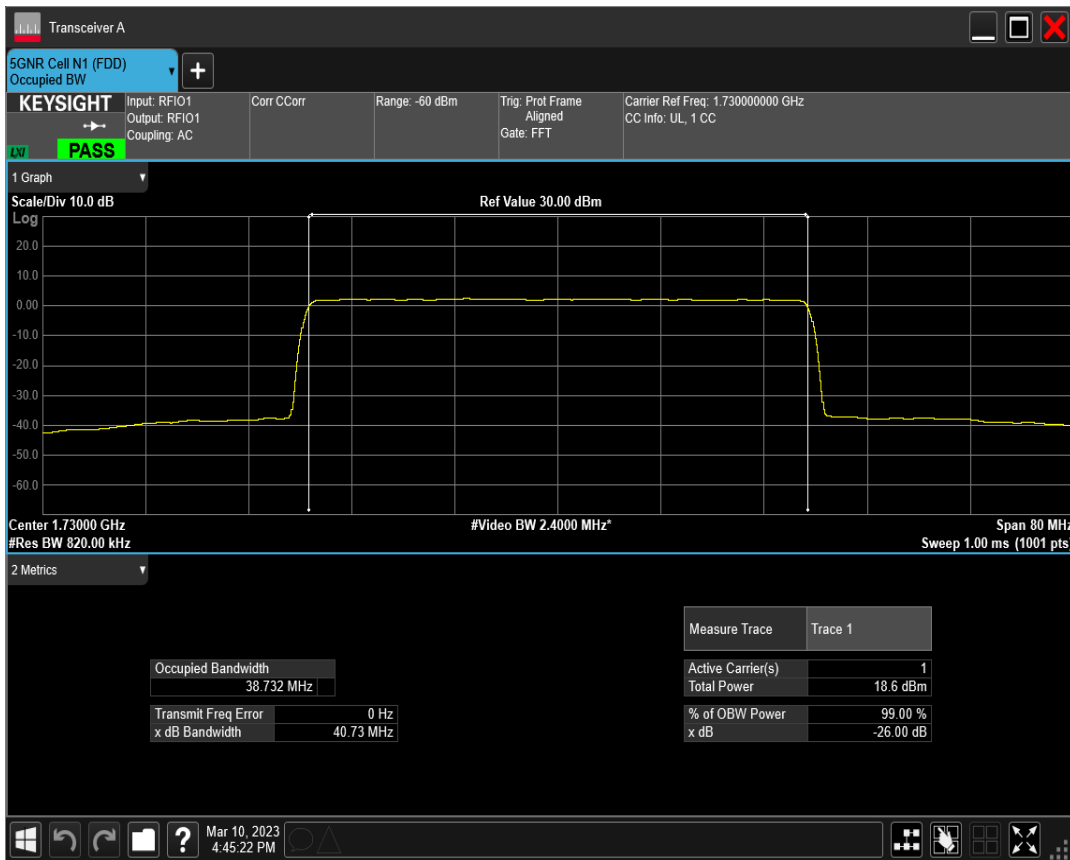 Transceiver A
5GNR Cell N1 (FDD)
Occupied BW
KEYSIGHT
LXI
PASS
Input: RFIO1
Output: RFIO1
Coupling: AC
Corr CCorr
Range: -60 dBm
Trig: Prot Frame
Aligned
Gate: FFT
Carrier Ref Freq: 1.730000000 GHz
CC Info: UL, 1 CC
1 Graph
Scale/Div 10.0 dB
Ref Value 30.00 dBm
Log
20.0
10.0
0.00
-10.0
-20.0
-30.0
-40.0
-50.0
-60.0
Center 1.73000 GHz
#Video BW 2.4000 MHz*
Span 80 MHz
#Res BW 820.00 kHz
Sweep 1.00 ms (1001 pts)
2 Metrics
Measure Trace Trace 1
Occupied Bandwidth
38.732 MHz
Transmit Freq Error 0 Hz
x dB Bandwidth 40.73 MHz
Active Carrier(s) 1
Total Power 18.6 dBm
% of OBW Power 99.00 %
x dB -26.00 dB
?
Mar 10, 2023
4:45:22 PM